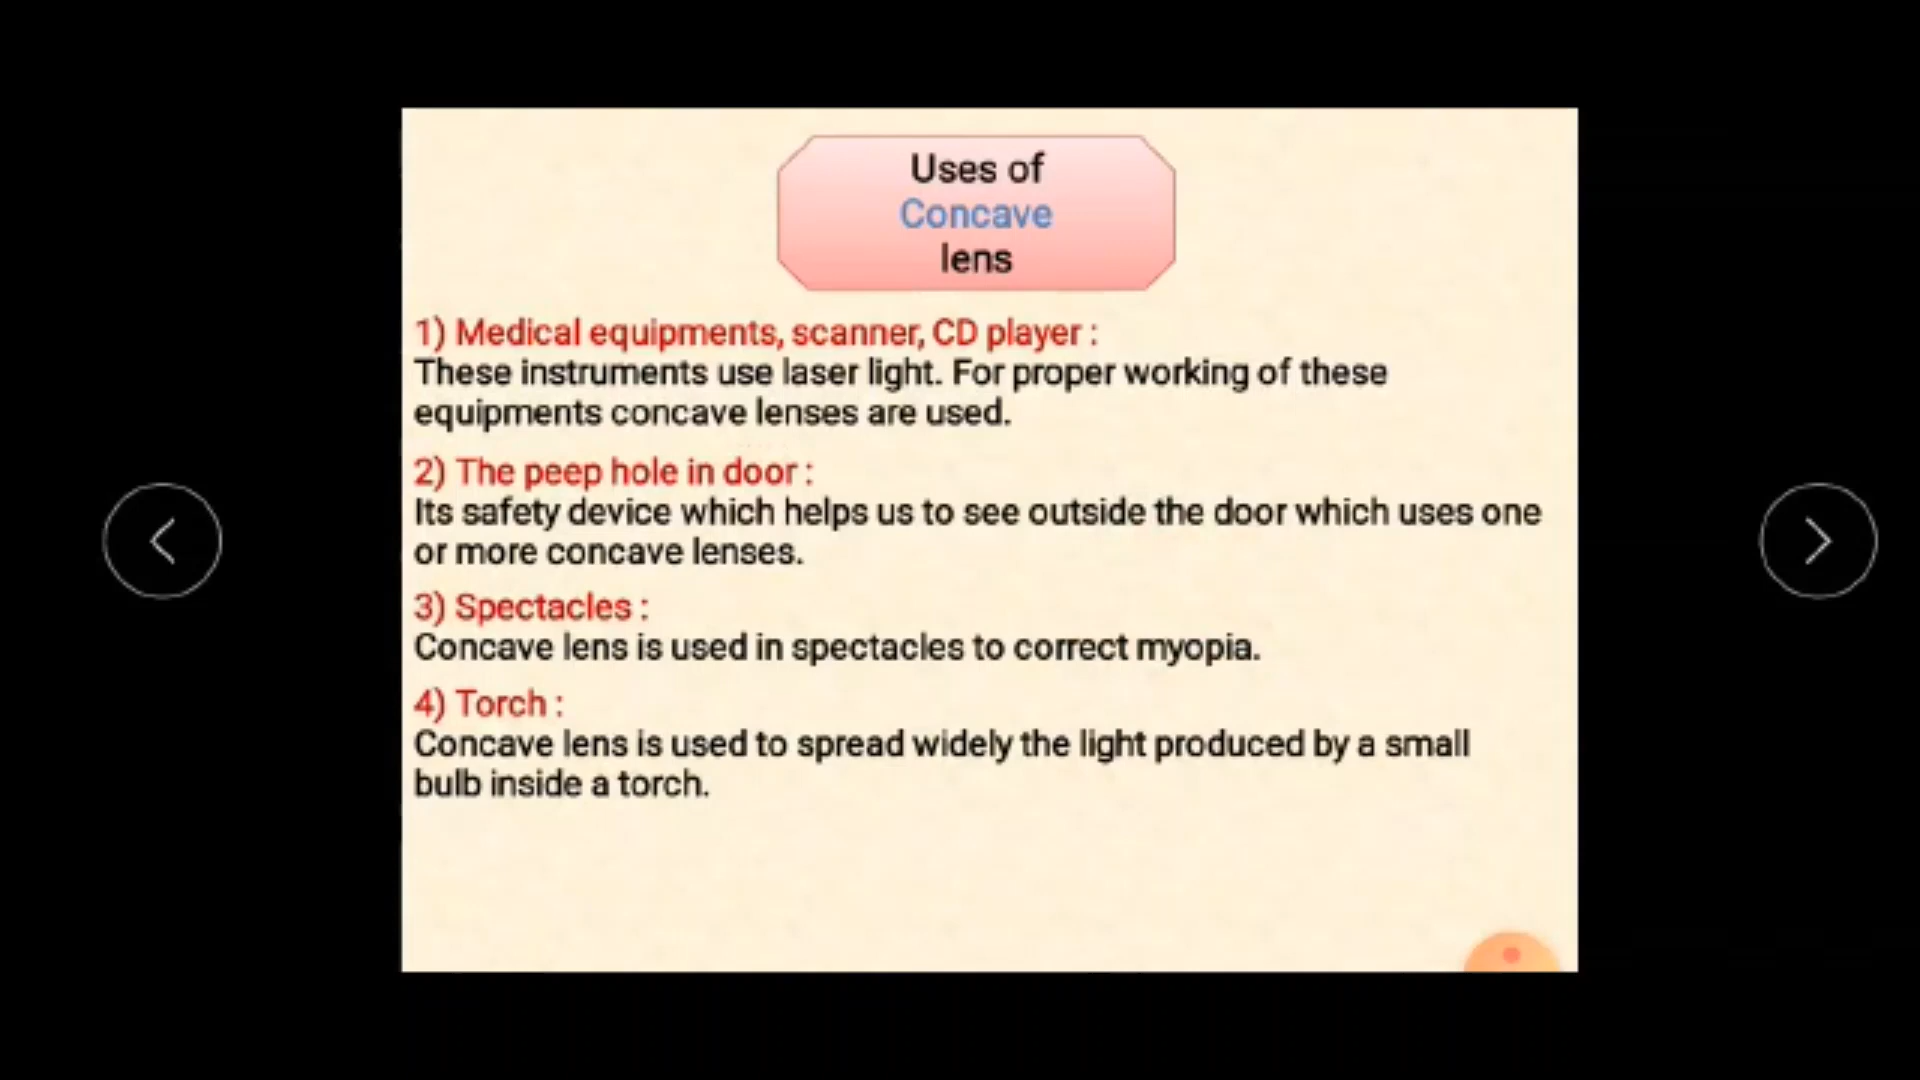 Uses of
Concave
lens
1) Medical equipments, scanner, CD player :
These instruments use laser light. For proper working of these
equipments concave lenses are used.
2) The peep hole in door :
Its safety device which helps us to see outside the door which uses one
or more concave lenses.
3) Spectacles :
Concave lens is used in spectacles to correct myopia.
4) Torch :
Concave lens is used to spread widely the light produced by a small
bulb inside a torch.